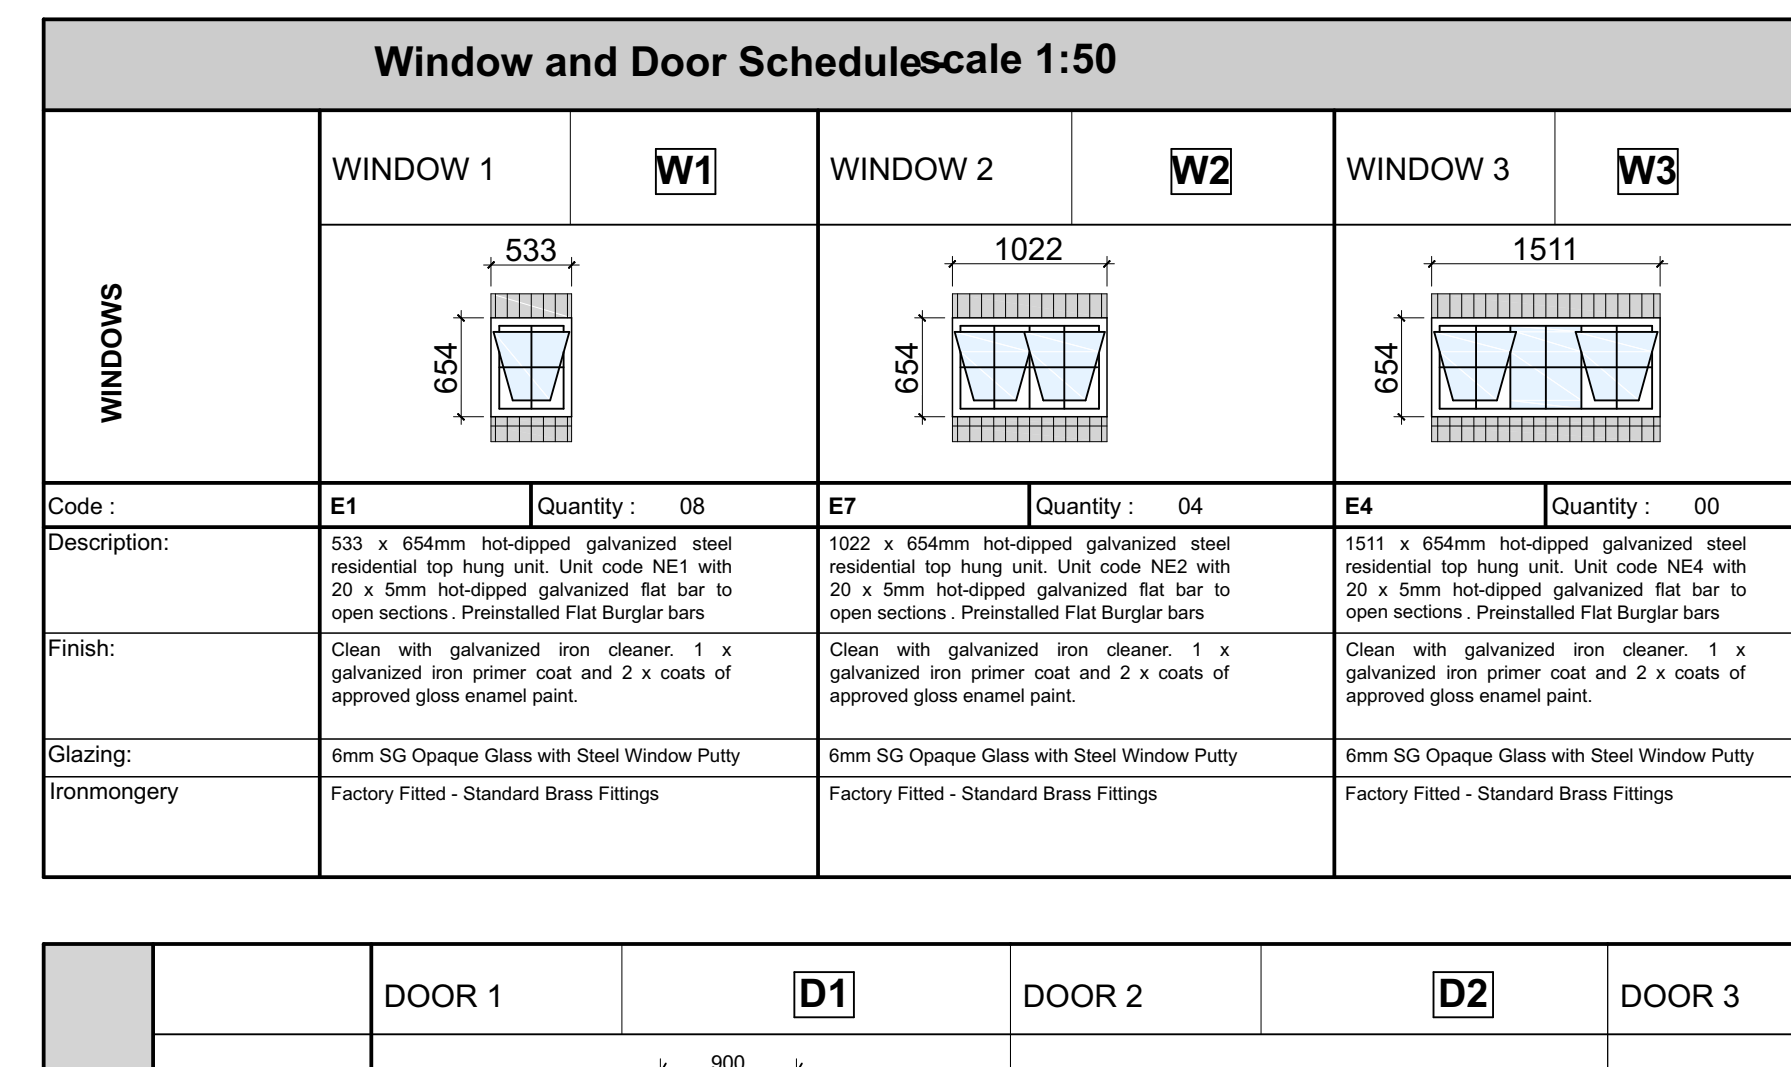 Window and Door Schedule- scale 1:50
WINDOW 1 W1 WINDOW 2 W2 WINDOW 3 W3
WINDOWS
533 1022 1511
654 654 654
Code : E1 Quantity : 08 E7 Quantity : 04 E4 Quantity : 00
Description:
533 x 654mm hot-dipped galvanized steel
residential top hung unit. Unit code NE1 with
20 x 5mm hot-dipped galvanized flat bar to
open sections . Preinstalled Flat Burglar bars
1022 x 654mm hot-dipped galvanized steel
residential top hung unit. Unit code NE2 with
20 x 5mm hot-dipped galvanized flat bar to
open sections . Preinstalled Flat Burglar bars
1511 x 654mm hot-dipped galvanized steel
residential top hung unit. Unit code NE4 with
20 x 5mm hot-dipped galvanized flat bar to
open sections . Preinstalled Flat Burglar bars
Finish:
Clean with galvanized iron cleaner. 1 x
galvanized iron primer coat and 2 x coats of
approved gloss enamel paint.
Clean with galvanized iron cleaner. 1 x
galvanized iron primer coat and 2 x coats of
approved gloss enamel paint.
Clean with galvanized iron cleaner. 1 x
galvanized iron primer coat and 2 x coats of
approved gloss enamel paint.
Glazing:
6mm SG Opaque Glass with Steel Window Putty
6mm SG Opaque Glass with Steel Window Putty
6mm SG Opaque Glass with Steel Window Putty
Ironmongery
Factory Fitted - Standard Brass Fittings
Factory Fitted - Standard Brass Fittings
Factory Fitted - Standard Brass Fittings
DOOR 1 D1 DOOR 2 D2 DOOR 3
900